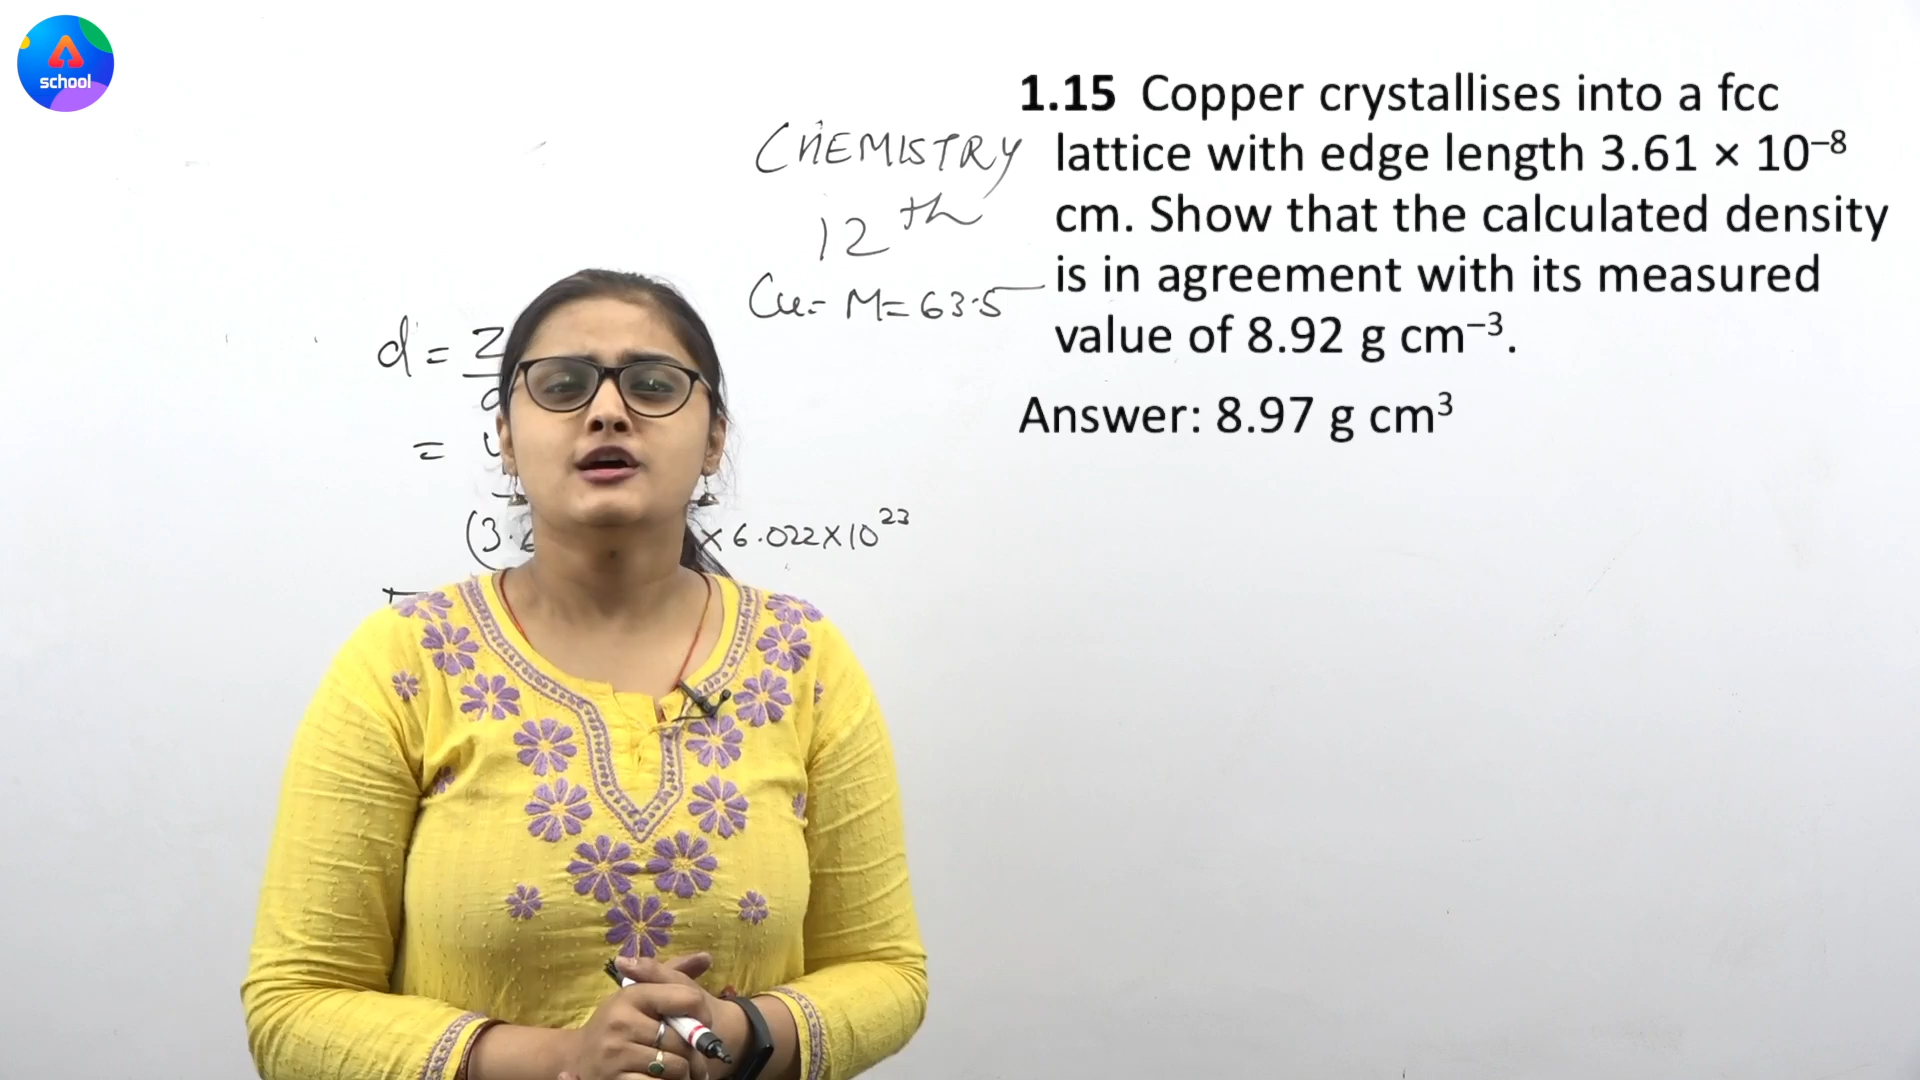 school
1.15 Copper crystallises into a fcc
lattice with edge length 3.61 × 10⁻⁸
cm. Show that the calculated density
is in agreement with its measured
value of 8.92 g cm⁻³.
Answer: 8.97 g cm³
CHEMISTRY
12ᵗʰ
Cu = M = 63.5
d = Z
=
(3.6 × 6.022 × 10²³